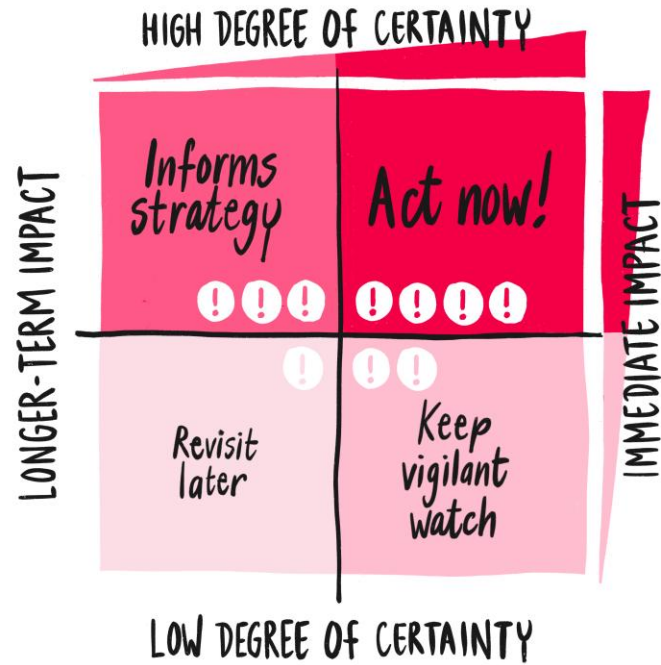 HIGH DEGREE OF CERTAINTY
LONGER-TERM IMPACT
Informs
strategy
! ! !
Act now!
! ! ! !
IMMEDIATE IMPACT
!
Revisit
later
! !
Keep
vigilant
watch
LOW DEGREE OF CERTAINTY